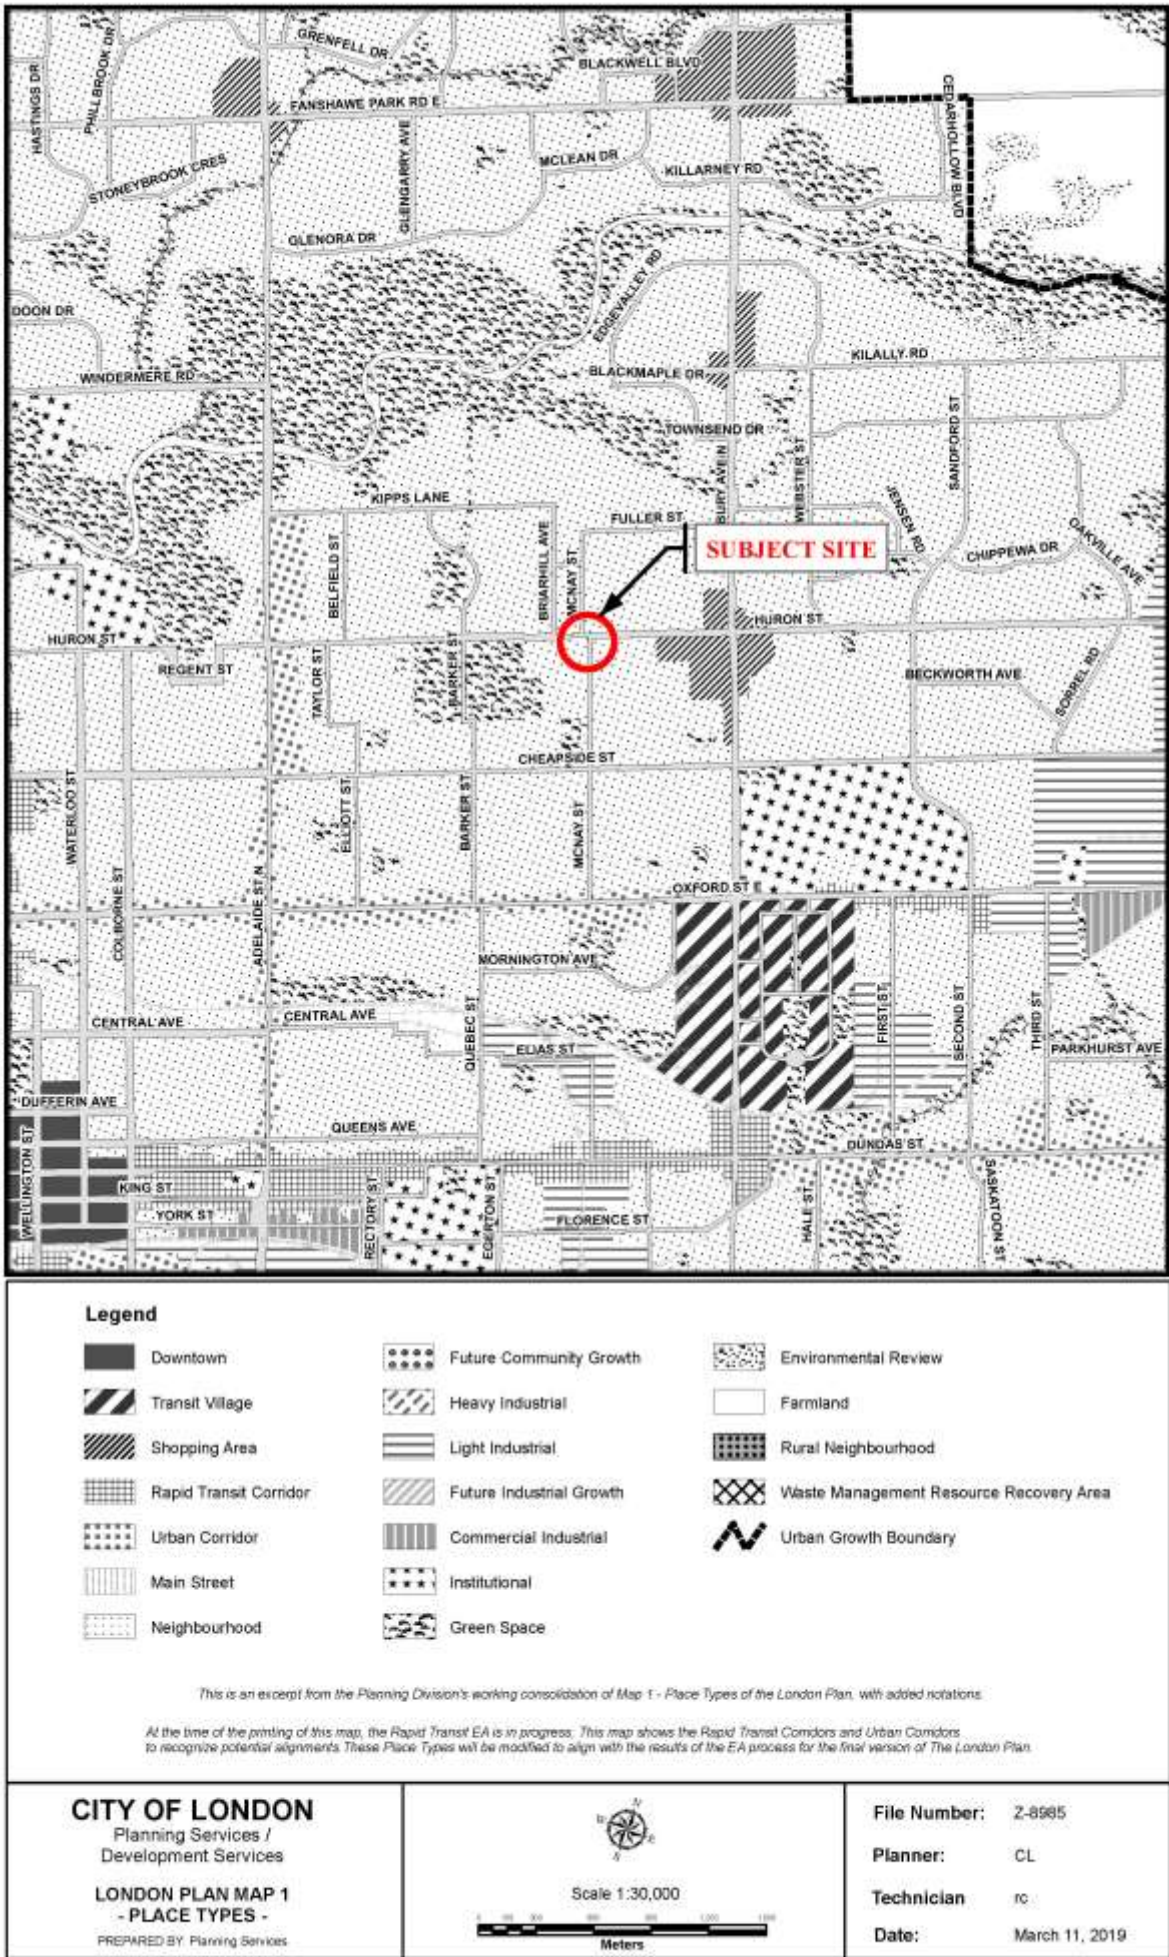 GRENFELL DR
BLACKWELL BLVD
HASTINGS DR
PHILLBROOK DR
FANSHAWE PARK RD E
CEDARHOLLOW BLVD
STONEYBROOK CRES
GLENGARRY AVE
MCLEAN DR
KILLARNEY RD
GLENORA DR
EDGEVALLEY RD
DOON DR
WINDERMERE RD
BLACKMAPLE DR
KILALLY RD
TOWNSEND DR
SANDFORD ST
WEBSTER ST
BURY AVE N
KIPPS LANE
FULLER ST
JENSEN RD
OAKVILLE AVE
CHIPPEWA DR
BELFIELD ST
BRIARHILL AVE
MCNAY ST
SUBJECT SITE
HURON ST
HURON ST
REGENT ST
TAYLOR ST
BARKER ST
BECKWORTH AVE
SORREL RD
CHEAPSIDE ST
WATERLOO ST
ELLIOTT ST
BARKER ST
MCNAY ST
OXFORD ST E
COLBORNE ST
ADELAIDE ST N
MORNINGTON AVE
QUEBEC ST
FIRST ST
SECOND ST
THIRD ST
CENTRAL AVE
CENTRAL AVE
ELIAS ST
PARKHURST AVE
DUFFERIN AVE
QUEENS AVE
DUNDAS ST
WELLINGTON ST
KING ST
YORK ST
RECTORY ST
EGERTON ST
FLORENCE ST
HALE ST
SASKATOON ST
Legend
Downtown
Transit Village
Shopping Area
Rapid Transit Corridor
Urban Corridor
Main Street
Neighbourhood
Future Community Growth
Heavy Industrial
Light Industrial
Future Industrial Growth
Commercial Industrial
Institutional
Green Space
Environmental Review
Farmland
Rural Neighbourhood
Waste Management Resource Recovery Area
Urban Growth Boundary
This is an excerpt from the Planning Division's working consolidation of Map 1 - Place Types of the London Plan, with added notations.
At the time of the printing of this map, the Rapid Transit EA is in progress. This map shows the Rapid Transit Corridors and Urban Corridors
to recognize potential alignments. These Place Types will be modified to align with the results of the EA process for the final version of The London Plan.
CITY OF LONDON
Planning Services /
Development Services
LONDON PLAN MAP 1
- PLACE TYPES -
PREPARED BY: Planning Services
N
W E
S
Scale 1:30,000
Meters
File Number: Z-8985
Planner: CL
Technician rc
Date: March 11, 2019